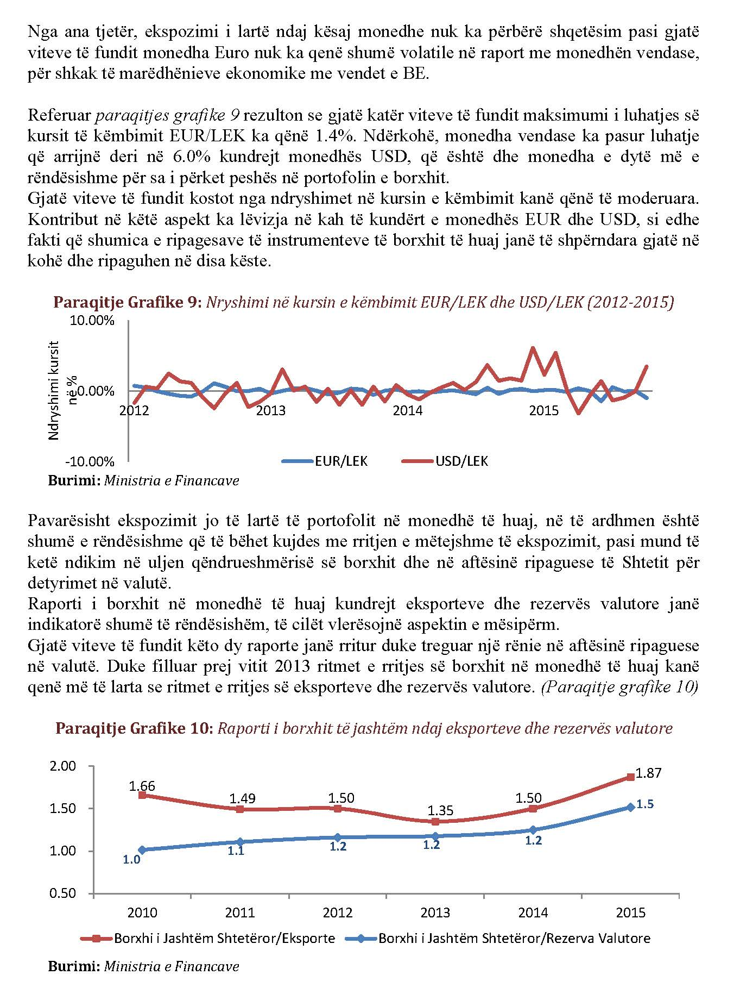 Nga ana tjetër, ekspozimi i lartë ndaj kësaj monedhe nuk ka përbërë shqetësim pasi gjatë
viteve të fundit monedha Euro nuk ka qenë shumë volatile në raport me monedhën vendase,
për shkak të marëdhënieve ekonomike me vendet e BE.
Referuar paraqitjes grafike 9 rezulton se gjatë katër viteve të fundit maksimumi i luhatjes së
kursit të këmbimit EUR/LEK ka qënë 1.4%. Ndërkohë, monedha vendase ka pasur luhatje
që arrijnë deri në 6.0% kundrejt monedhës USD, që është dhe monedha e dytë më e
rëndësishme për sa i përket peshës në portofolin e borxhit.
Gjatë viteve të fundit kostot nga ndryshimet në kursin e këmbimit kanë qënë të moderuara.
Kontribut në këtë aspekt ka lëvizja në kah të kundërt e monedhës EUR dhe USD, si edhe
fakti që shumica e ripagesave të instrumenteve të borxhit të huaj janë të shpërndara gjatë në
kohë dhe ripaguhen në disa këste.
Paraqitje Grafike 9: Nryshimi në kursin e këmbimit EUR/LEK dhe USD/LEK (2012-2015)
10.00%
Ndryshimi kursit
në %
0.00%
2012 2013 2014 2015
-10.00%
EUR/LEK USD/LEK
Burimi: Ministria e Financave
Pavarësisht ekspozimit jo të lartë të portofolit në monedhë të huaj, në të ardhmen është
shumë e rëndësishme që të bëhet kujdes me rritjen e mëtejshme të ekspozimit, pasi mund të
ketë ndikim në uljen qëndrueshmërisë së borxhit dhe në aftësinë ripaguese të Shtetit për
detyrimet në valutë.
Raporti i borxhit në monedhë të huaj kundrejt eksporteve dhe rezervës valutore janë
indikatorë shumë të rëndësishëm, të cilët vlerësojnë aspektin e mësipërm.
Gjatë viteve të fundit këto dy raporte janë rritur duke treguar një rënie në aftësinë ripaguese
në valutë. Duke filluar prej vitit 2013 ritmet e rritjes së borxhit në monedhë të huaj kanë
qenë më të larta se ritmet e rritjes së eksporteve dhe rezervës valutore. (Paraqitje grafike 10)
Paraqitje Grafike 10: Raporti i borxhit të jashtëm ndaj eksporteve dhe rezervës valutore
2.00
1.50
1.00
0.50
1.66 1.49 1.50 1.35 1.50 1.87
1.0 1.1 1.2 1.2 1.2 1.5
2010 2011 2012 2013 2014 2015
Borxhi i Jashtëm Shtetëror/Eksporte Borxhi i Jashtëm Shtetëror/Rezerva Valutore
Burimi: Ministria e Financave